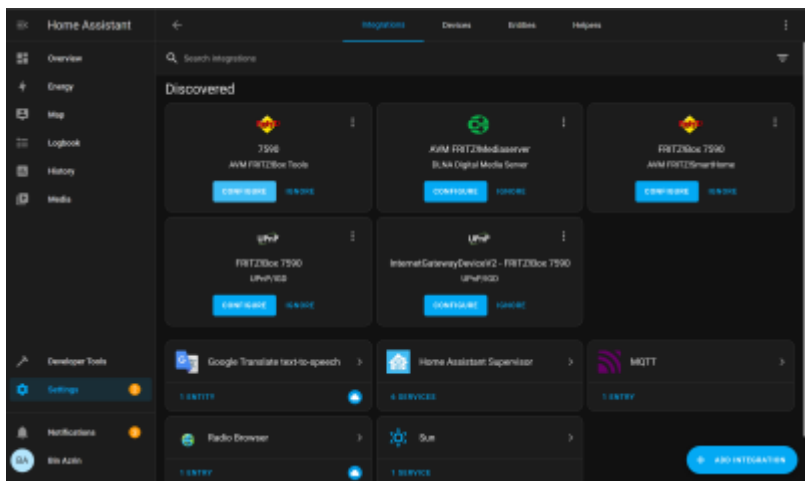 Home Assistant
Integrations Devices Entities Helpers
Search integrations
Overview
Energy
Map
Logbook
History
Media
Developer Tools
Settings
Notifications
BA Bin Azrin
Discovered
7590
AVM FRITZ!Box Tools
CONFIGURE IGNORE
AVM FRITZ!Mediaserver
DLNA Digital Media Server
CONFIGURE IGNORE
FRITZ!Box 7590
AVM FRITZ!SmartHome
CONFIGURE IGNORE
UPnP
FRITZ!Box 7590
UPnP/IGD
CONFIGURE IGNORE
UPnP
InternetGatewayDeviceV2 - FRITZ!Box 7590
UPnP/IGD
CONFIGURE IGNORE
Google Translate text-to-speech
1 ENTITY
Home Assistant Supervisor
6 SERVICES
MQTT
1 ENTRY
Radio Browser
1 ENTRY
Sun
1 SERVICE
ADD INTEGRATION